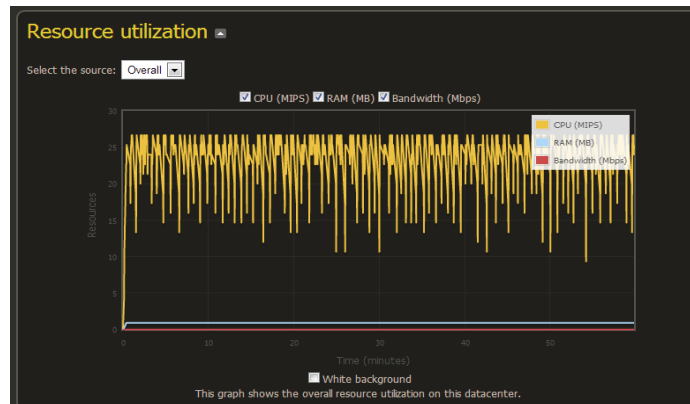 Resource utilization
Select the source: Overall
CPU (MIPS) RAM (MB) Bandwidth (Mbps)
30
CPU (MIPS)
RAM (MB)
Bandwidth (Mbps)
25
20
15
10
5
0
Resources
0 10 20 30 40 50
Time (minutes)
White background
This graph shows the overall resource utilization on this datacenter.